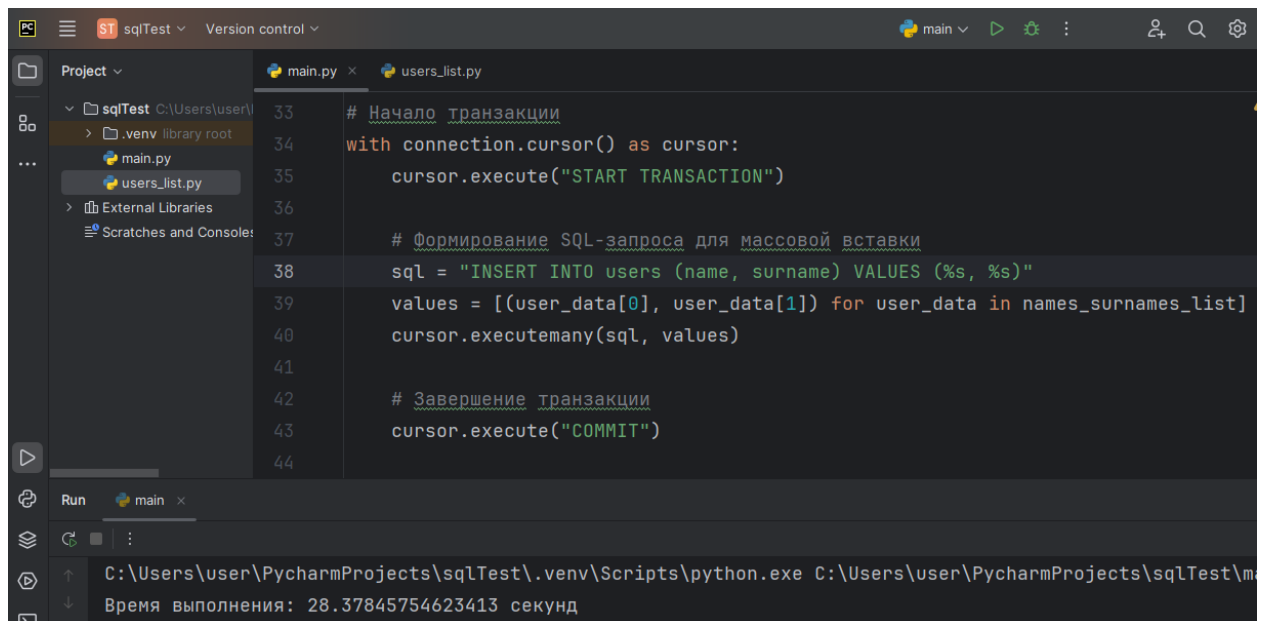 PC ST sqlTest Version control main
Project main.py users_list.py
sqlTest C:\Users\user\
.venv library root
main.py
users_list.py
External Libraries
Scratches and Consoles
33 # Начало транзакции
34 with connection.cursor() as cursor:
35 cursor.execute("START TRANSACTION")
36
37 # Формирование SQL-запроса для массовой вставки
38 sql = "INSERT INTO users (name, surname) VALUES (%s, %s)"
39 values = [(user_data[0], user_data[1]) for user_data in names_surnames_list]
40 cursor.executemany(sql, values)
41
42 # Завершение транзакции
43 cursor.execute("COMMIT")
44
Run main
C:\Users\user\PycharmProjects\sqlTest\.venv\Scripts\python.exe C:\Users\user\PycharmProjects\sqlTest\ma
Время выполнения: 28.37845754623413 секунд